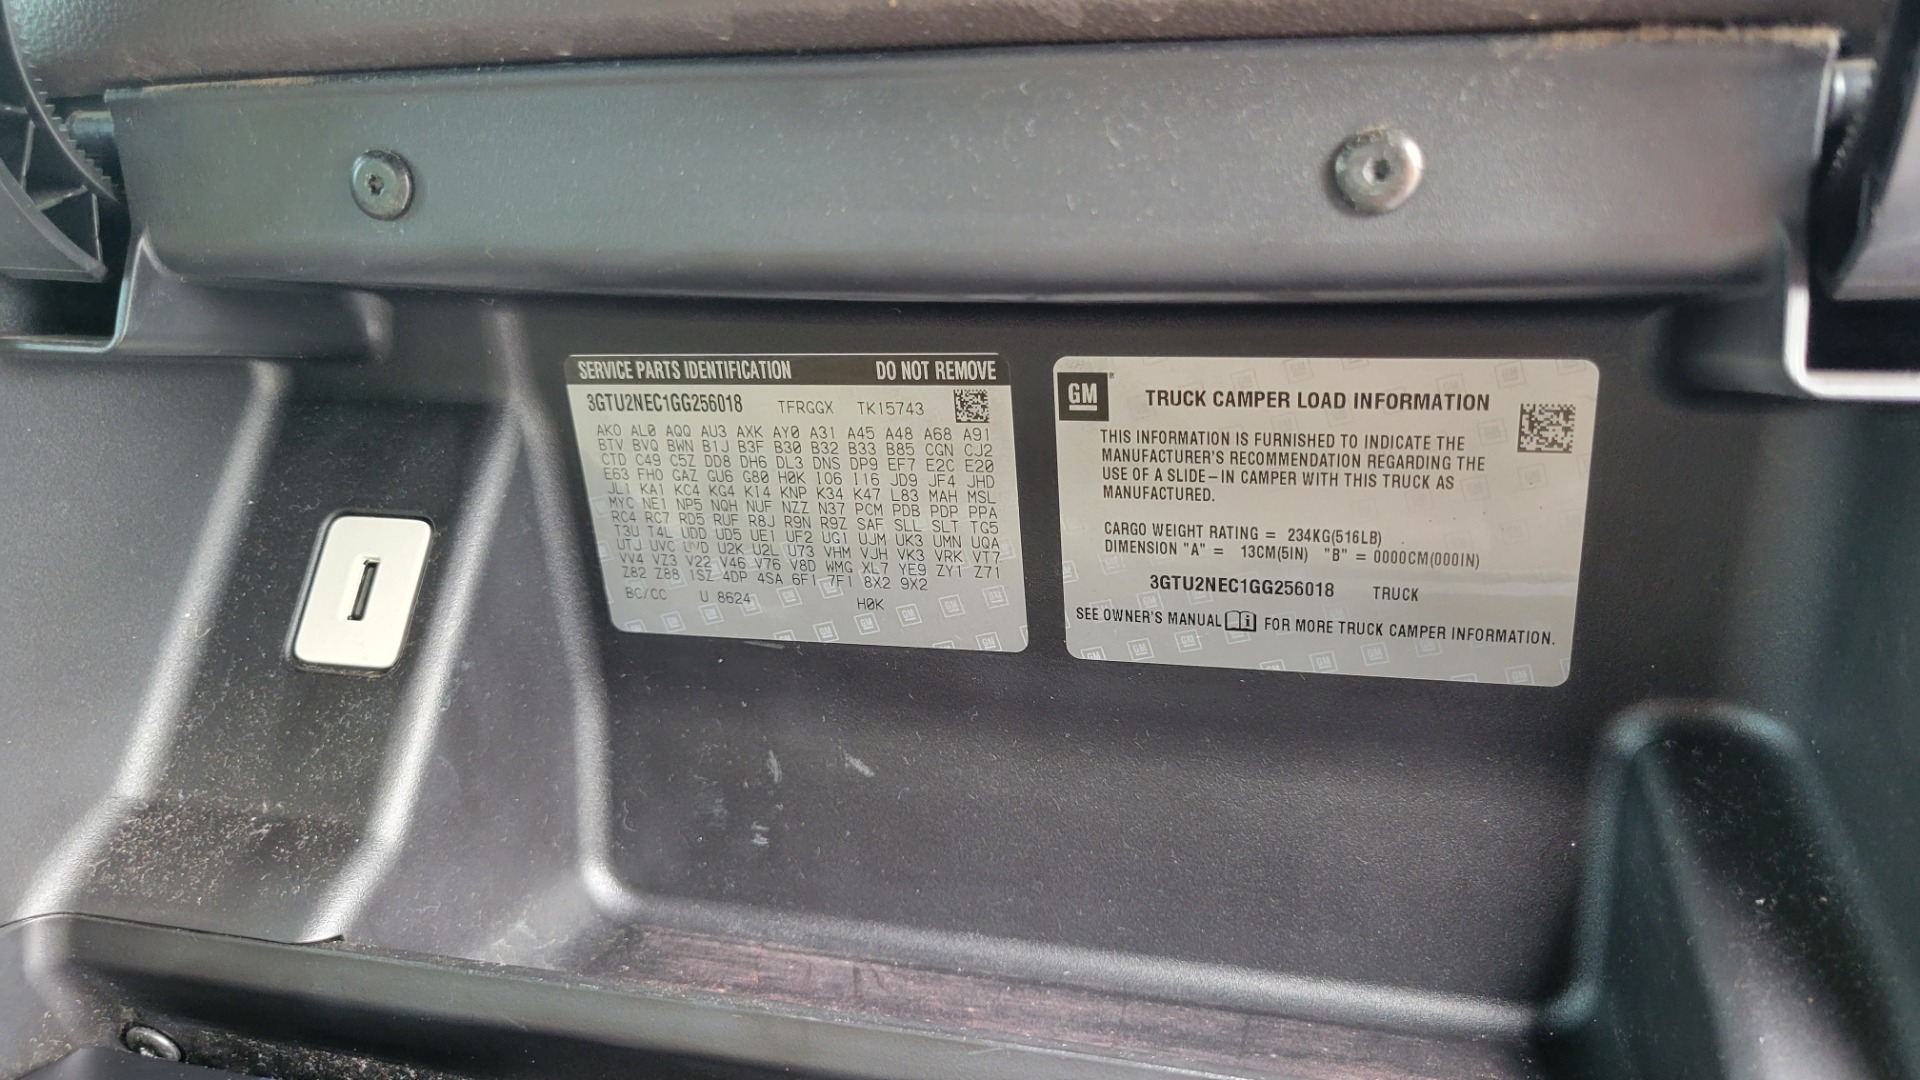 SERVICE PARTS IDENTIFICATION DO NOT REMOVE
3GTU2NEC1GG256018 TFRGGX TK15743
AKO AL0 AQQ AU3 AXK AY0 A31 A45 A48 A68 A91
BTV BVQ BWN B1J B3F B30 B32 B33 B85 CGN CJ2
CTD C49 C5Z DD8 DH6 DL3 DNS DP9 EF7 E2C E20
E63 FHO GAZ GU6 G80 H0K IO6 I16 JD9 JF4 JHD
JL1 KA1 KC4 KG4 KI4 KNP K34 K47 L83 MAH MSL
MYC NE1 NP5 NQH NUF NZZ N37 PCM PDB PDP PPA
RC4 RC7 RD5 RUF R8J R9N R9Z SAF SLL SLT TG5
T3U T4L UDD UD5 UE1 UF2 UG1 UJM UK3 UMN UQA
UTJ UVC UVD U2K U2L U73 VHM VJH VK3 VRK VT7
VV4 VZ3 V22 V46 V76 V8D WMG XL7 YE9 ZY1 Z71
Z82 Z88 1SZ 4DP 4SA 6F1 7F1 8X2 9X2
BC/CC U 8624 H0K
GM
TRUCK CAMPER LOAD INFORMATION
THIS INFORMATION IS FURNISHED TO INDICATE THE
MANUFACTURER'S RECOMMENDATION REGARDING THE
USE OF A SLIDE-IN CAMPER WITH THIS TRUCK AS
MANUFACTURED.
CARGO WEIGHT RATING = 234KG(516LB)
DIMENSION "A" = 13CM(5IN) "B" = 0000CM(000IN)
3GTU2NEC1GG256018 TRUCK
SEE OWNER'S MANUAL FOR MORE TRUCK CAMPER INFORMATION.